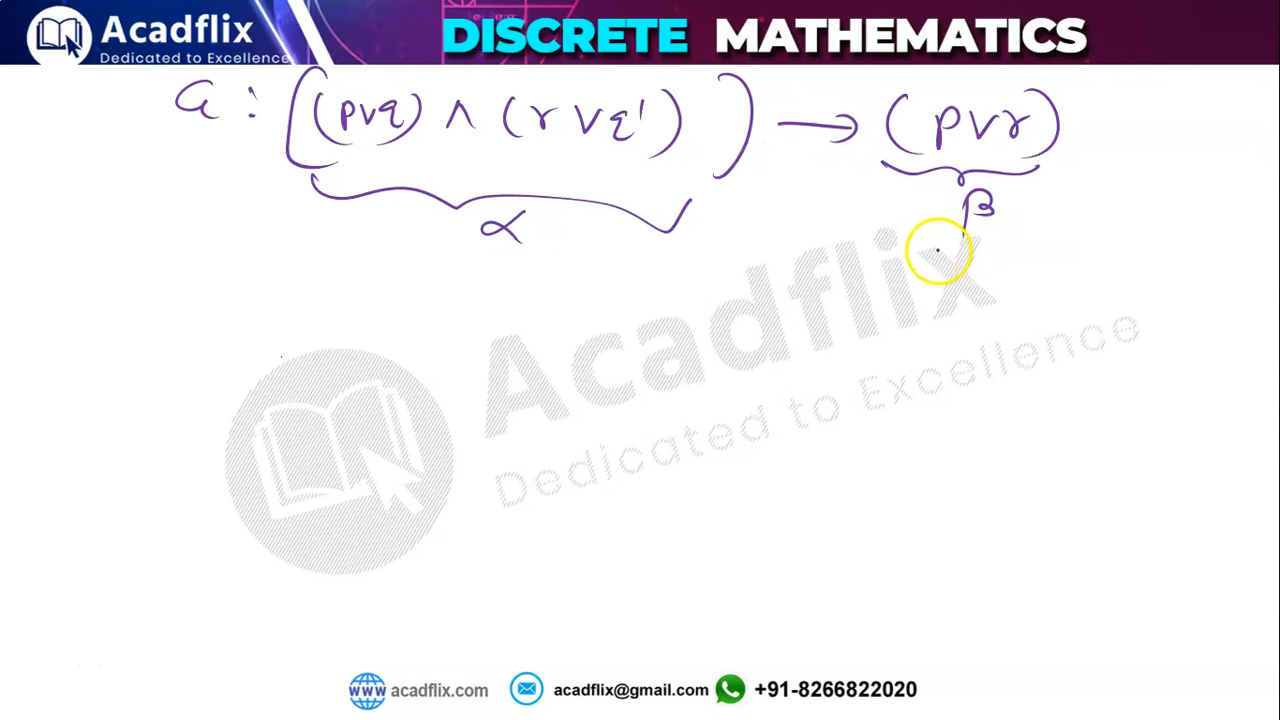 Acadflix
Dedicated to Excellence
DISCRETE MATHEMATICS
G : ((p∨q) ∧ (r ∨ q')) → (p∨r)
α
β
Acadflix
Dedicated to Excellence
www acadflix.com
acadflix@gmail.com
+91-8266822020